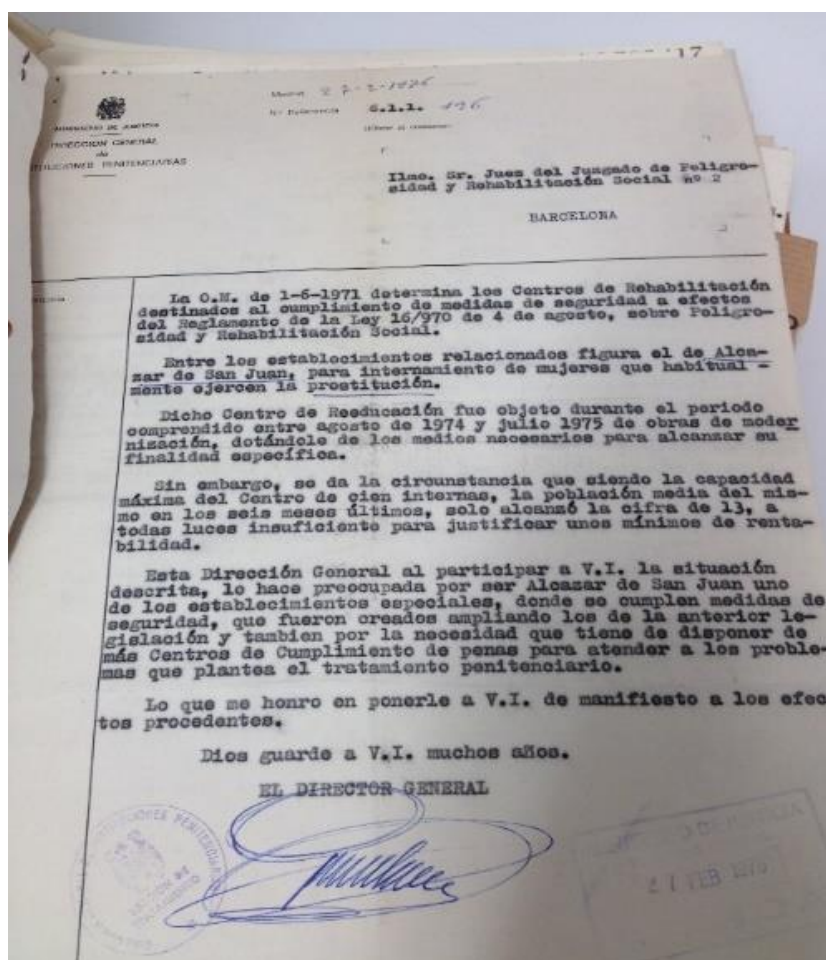 17
Madrid 2 7-2-1976
N.º Referencia 6.1.1. 196
MINISTERIO DE JUSTICIA
DIRECCION GENERAL
de
INSTITUCIONES PENITENCIARIAS
Ilmo. Sr. Juez del Juzgado de Peligro-
sidad y Rehabilitación Social nº 2
BARCELONA
La O.M. de 1-6-1971 determina los Centros de Rehabilitación
destinados al cumplimiento de medidas de seguridad a efectos
del Reglamento de la Ley 16/970 de 4 de agosto, sobre Peligro-
sidad y Rehabilitación Social.
Entre los establecimientos relacionados figura el de Alca-
zar de San Juan, para internamiento de mujeres que habitual -
mente ejercen la prostitución.
Dicho Centro de Reeducación fue objeto durante el periodo
comprendido entre agosto de 1974 y julio 1975 de obras de moder
nización, dotándole de los medios necesarios para alcanzar su
finalidad específica.
Sin embargo, se da la circunstancia que siendo la capacidad
máxima del Centro de cien internas, la población media del mis-
mo en los seis meses últimos, solo alcanzó la cifra de 13, a
todas luces insuficiente para justificar unos mínimos de renta-
bilidad.
Esta Dirección General al participar a V.I. la situación
descrita, lo hace preocupada por ser Alcazar de San Juan uno
de los establecimientos especiales, donde se cumplen medidas de
seguridad, que fueron creados ampliando los de la anterior le-
gislación y tambien por la necesidad que tiene de disponer de
más Centros de Cumplimiento de penas para atender a los proble-
mas que plantea el tratamiento penitenciario.
Lo que me honro en ponerle a V.I. de manifiesto a los efec
tos procedentes.
Dios guarde a V.I. muchos años.
EL DIRECTOR GENERAL
FEB 1976